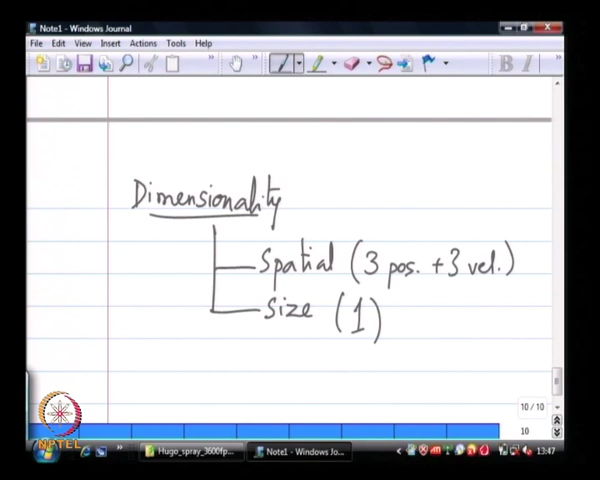 Note1 - Windows Journal
File Edit View Insert Actions Tools Help
B I
Dimensionality
Spatial (3 pos. + 3 vel.)
Size (1)
10 / 10
10
NPTEL
Hugo_spray_3600fp...
Note1 - Windows Jo...
13:47